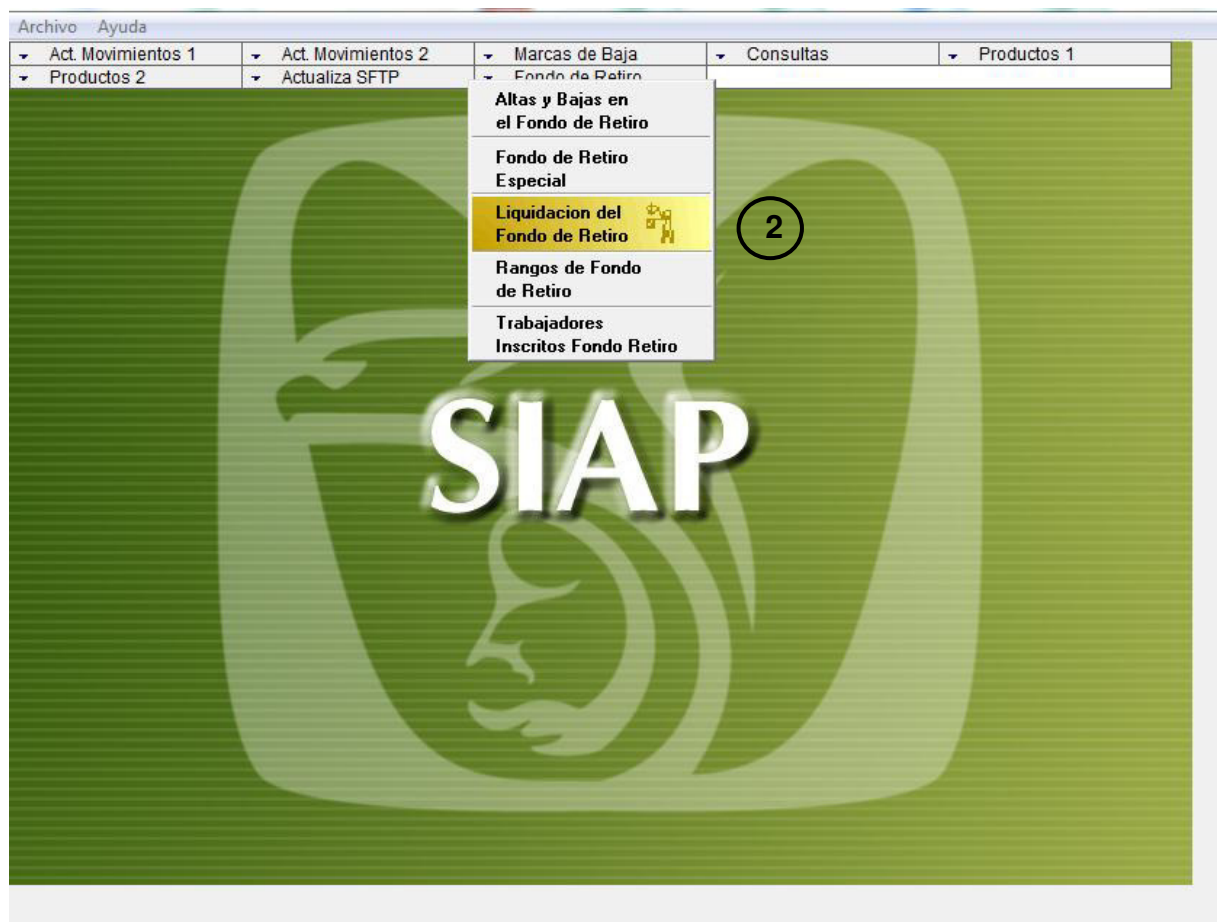 Archivo Ayuda
Act. Movimientos 1 Act. Movimientos 2 Marcas de Baja Consultas Productos 1
Productos 2 Actualiza SFTP Fondo de Retiro
Altas y Bajas en
el Fondo de Retiro
Fondo de Retiro
Especial
Liquidacion del
Fondo de Retiro
2
Rangos de Fondo
de Retiro
Trabajadores
Inscritos Fondo Retiro
SIAP